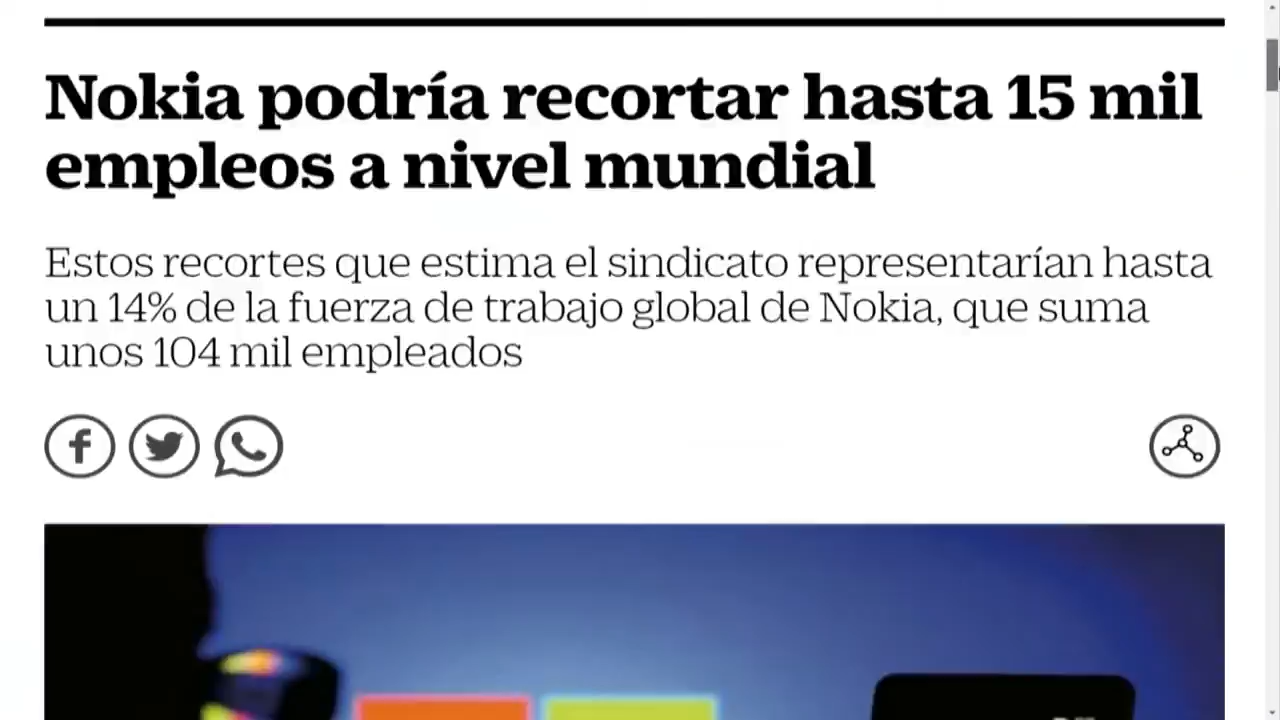 Nokia podría recortar hasta 15 mil
empleos a nivel mundial
Estos recortes que estima el sindicato representarían hasta
un 14% de la fuerza de trabajo global de Nokia, que suma
unos 104 mil empleados